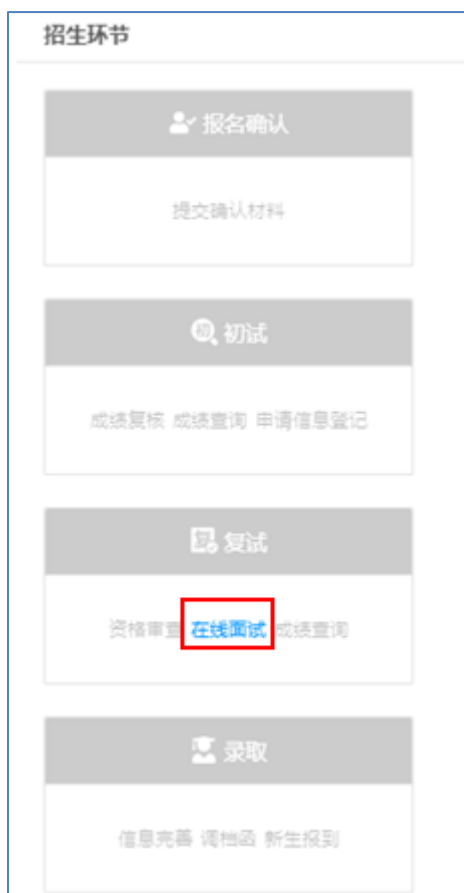 招生环节
报名确认
提交确认材料
初 初试
成绩复核 成绩查询 申请信息登记
复 复试
资格审查 在线面试 成绩查询
录取
信息完善 调档函 新生报到